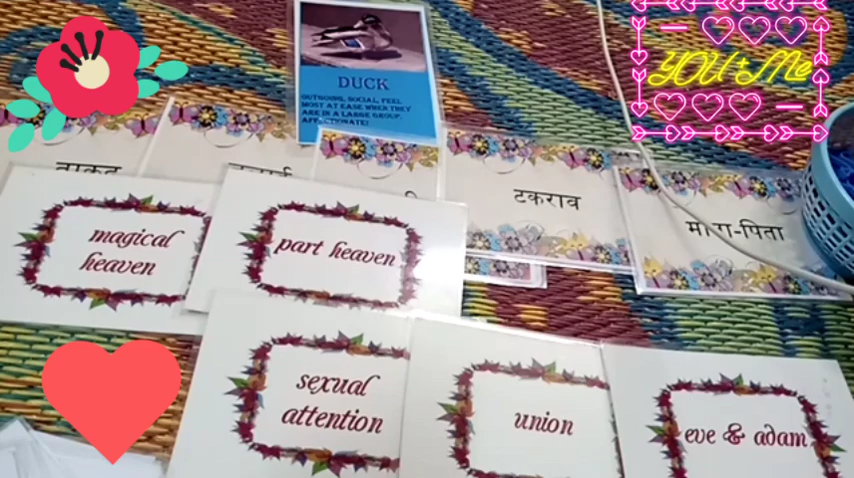 YOU + Me
DUCK
OUTGOING, SOCIAL, FEEL
MOST AT EASE WHEN THEY
ARE IN A LARGE GROUP.
AFFECTIONATE!
टकराव
माता-पिता
magical
heaven
part heaven
sexual
attention
union
eve & adam